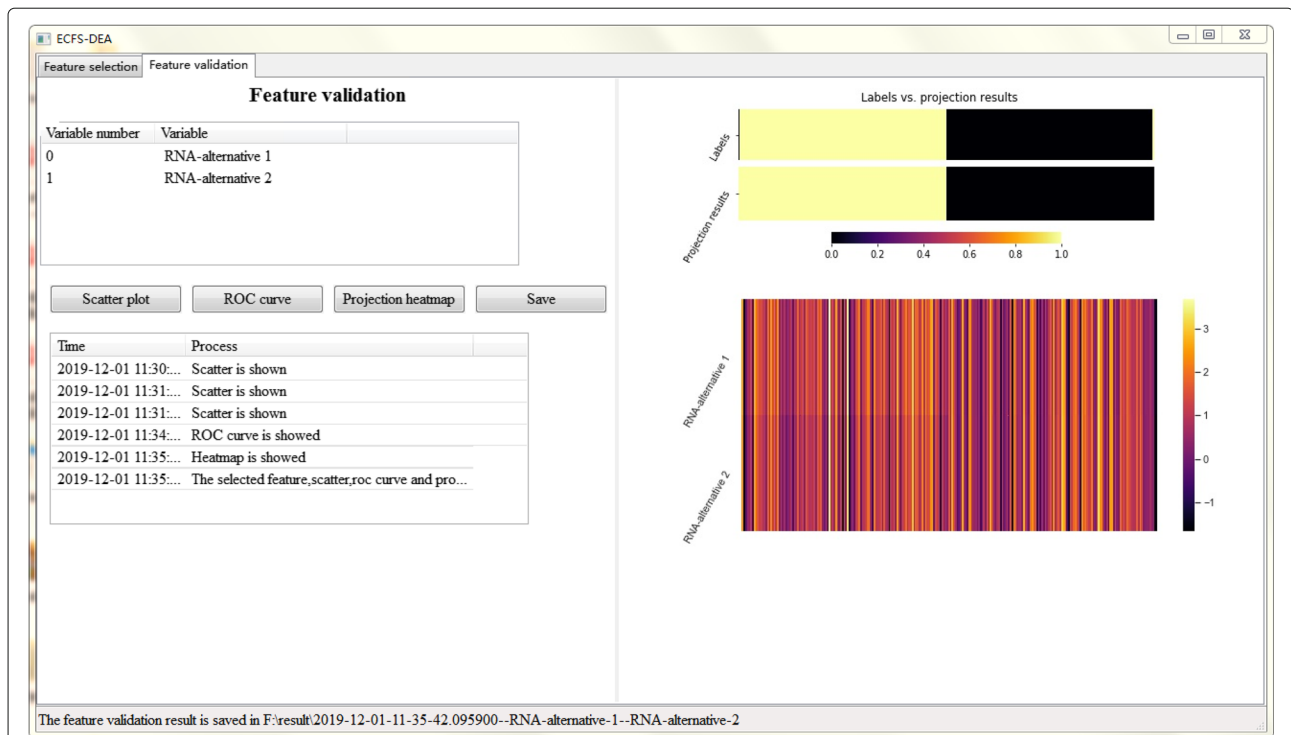 ECFS-DEA
Feature selection Feature validation
Feature validation
Variable number Variable
0 RNA-alternative 1
1 RNA-alternative 2
Scatter plot ROC curve Projection heatmap Save
Time Process
2019-12-01 11:30:... Scatter is shown
2019-12-01 11:31:... Scatter is shown
2019-12-01 11:31:... Scatter is shown
2019-12-01 11:34:... ROC curve is showed
2019-12-01 11:35:... Heatmap is showed
2019-12-01 11:35:... The selected feature,scatter,roc curve and pro...
Labels vs. projection results
Labels
Projection results
0.0 0.2 0.4 0.6 0.8 1.0
RNA-alternative 1
RNA-alternative 2
3
2
1
0
−1
The feature validation result is saved in F:\result\2019-12-01-11-35-42.095900--RNA-alternative-1--RNA-alternative-2